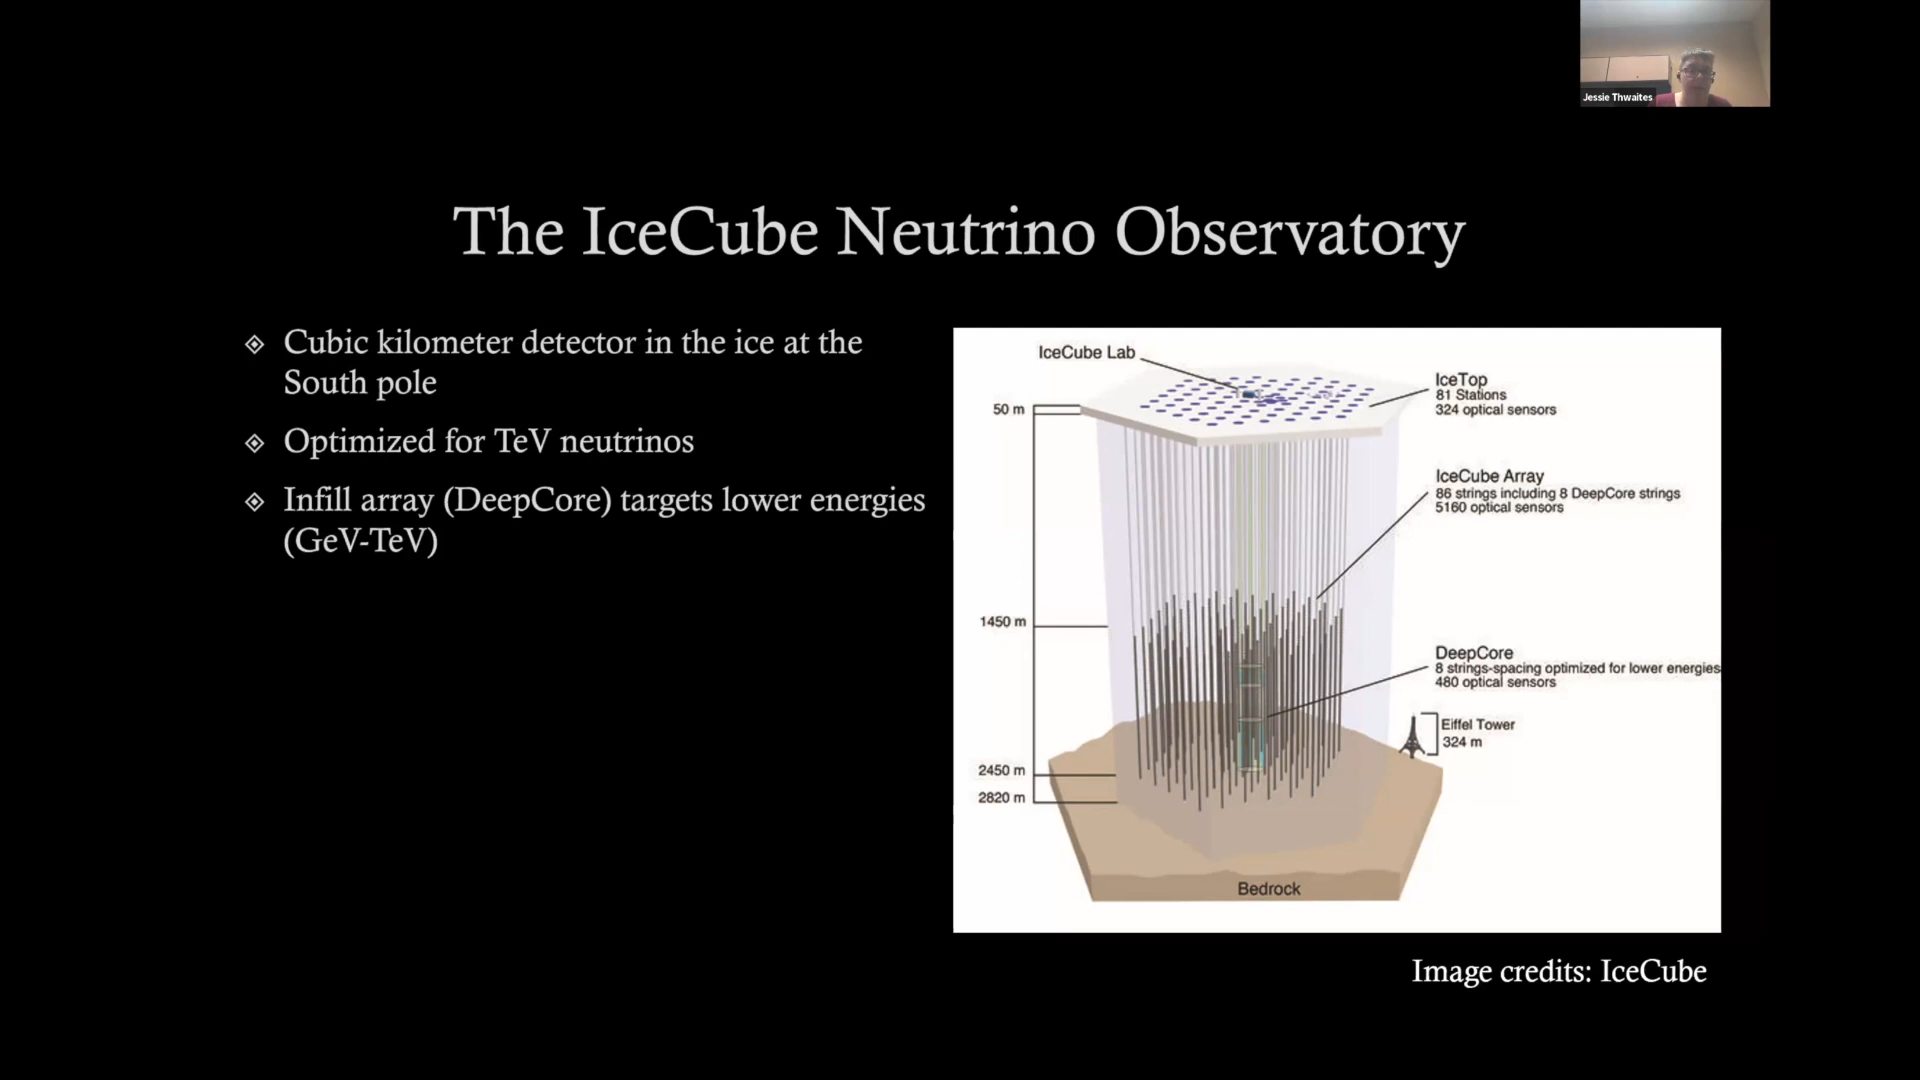 Jessie Thwaites
The IceCube Neutrino Observatory
Cubic kilometer detector in the ice at the
South pole
Optimized for TeV neutrinos
Infill array (DeepCore) targets lower energies
(GeV-TeV)
IceCube Lab
IceTop
81 Stations
324 optical sensors
50 m
IceCube Array
86 strings including 8 DeepCore strings
5160 optical sensors
1450 m
DeepCore
8 strings-spacing optimized for lower energies
480 optical sensors
Eiffel Tower
324 m
2450 m
2820 m
Bedrock
Image credits: IceCube